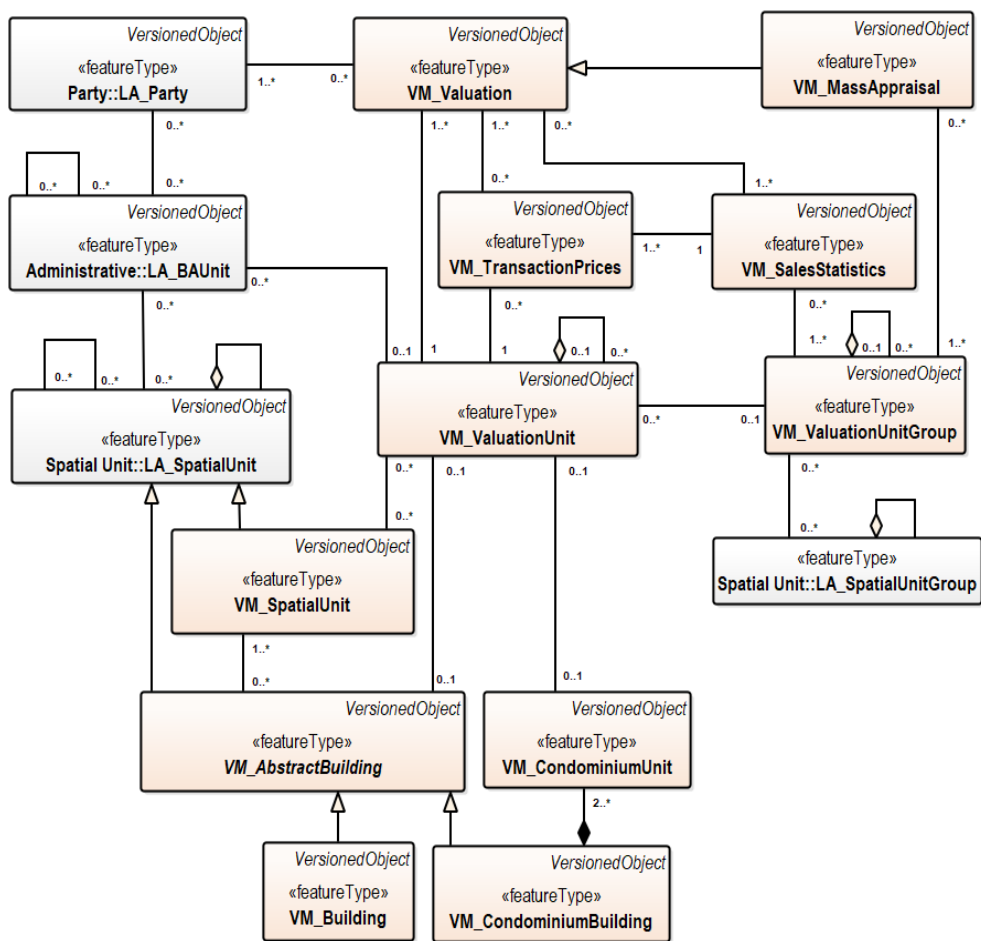 VersionedObject
«featureType»
Party::LA_Party
1..*
0..*
VersionedObject
«featureType»
VM_Valuation
VersionedObject
«featureType»
VM_MassAppraisal
0..*
1..*
1..*
0..*
0..*
0..*
0..*
0..*
0..*
1..*
VersionedObject
«featureType»
Administrative::LA_BAUnit
VersionedObject
«featureType»
VM_TransactionPrices
1..*
1
VersionedObject
«featureType»
VM_SalesStatistics
0..*
0..*
0..*
0..*
0..1
1
1
0..1
0..*
1..*
0..1
0..*
1..*
0..*
0..*
0..*
VersionedObject
«featureType»
Spatial Unit::LA_SpatialUnit
VersionedObject
«featureType»
VM_ValuationUnit
0..*
0..1
VersionedObject
«featureType»
VM_ValuationUnitGroup
0..*
0..1
0..1
0..*
0..*
0..*
VersionedObject
«featureType»
VM_SpatialUnit
«featureType»
Spatial Unit::LA_SpatialUnitGroup
1..*
0..*
0..1
0..1
VersionedObject
«featureType»
VM_AbstractBuilding
VersionedObject
«featureType»
VM_CondominiumUnit
2..*
VersionedObject
«featureType»
VM_Building
VersionedObject
«featureType»
VM_CondominiumBuilding